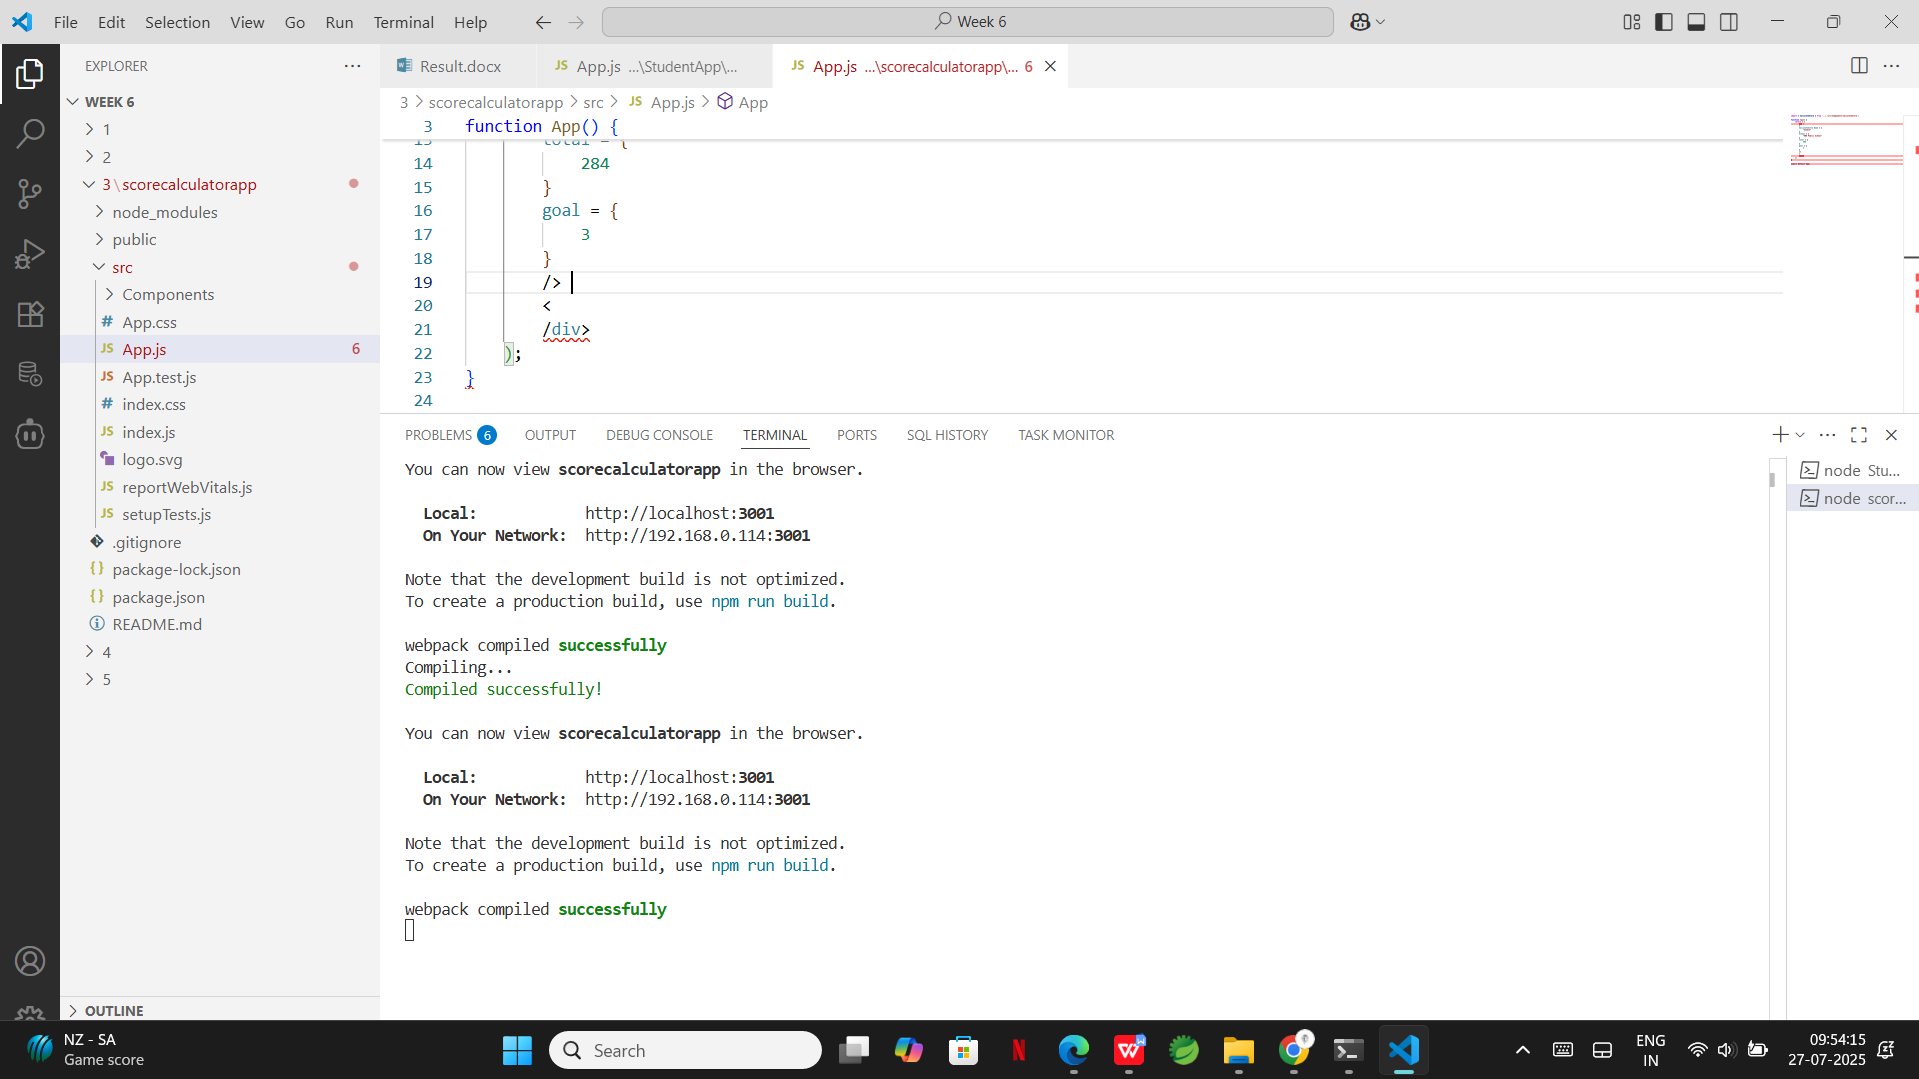 File Edit Selection View Go Run Terminal Help
Week 6
EXPLORER
WEEK 6
1
2
3\scorecalculatorapp
node_modules
public
src
Components
# App.css
JS App.js 6
JS App.test.js
# index.css
JS index.js
logo.svg
JS reportWebVitals.js
JS setupTests.js
.gitignore
{} package-lock.json
{} package.json
README.md
4
5
OUTLINE
Result.docx
JS App.js ...\StudentApp\...
JS App.js ...\scorecalculatorapp\... 6
3 > scorecalculatorapp > src > JS App.js > App
3 function App() {
13 total = {
14 284
15 }
16 goal = {
17 3
18 }
19 />
20 <
21 /div>
22 );
23 }
24
PROBLEMS 6 OUTPUT DEBUG CONSOLE TERMINAL PORTS SQL HISTORY TASK MONITOR
You can now view scorecalculatorapp in the browser.
Local: http://localhost:3001
On Your Network: http://192.168.0.114:3001
Note that the development build is not optimized.
To create a production build, use npm run build.
webpack compiled successfully
Compiling...
Compiled successfully!
You can now view scorecalculatorapp in the browser.
Local: http://localhost:3001
On Your Network: http://192.168.0.114:3001
Note that the development build is not optimized.
To create a production build, use npm run build.
webpack compiled successfully
node Stu...
node scor...
NZ - SA
Game score
Search
ENG
IN
09:54:15
27-07-2025